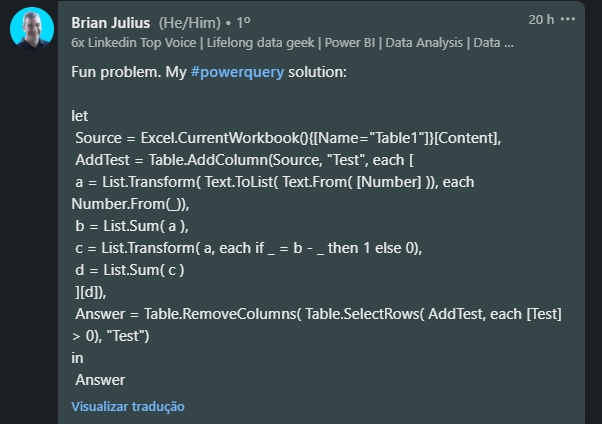 Brian Julius (He/Him) • 1º
20 h •••
6x Linkedin Top Voice | Lifelong data geek | Power BI | Data Analysis | Data ...
Fun problem. My #powerquery solution:
let
Source = Excel.CurrentWorkbook(){[Name="Table1"]}[Content],
AddTest = Table.AddColumn(Source, "Test", each [
a = List.Transform( Text.ToList( Text.From( [Number] )), each
Number.From(_)),
b = List.Sum( a ),
c = List.Transform( a, each if _ = b - _ then 1 else 0),
d = List.Sum( c )
][d]),
Answer = Table.RemoveColumns( Table.SelectRows( AddTest, each [Test]
> 0), "Test")
in
Answer
Visualizar tradução